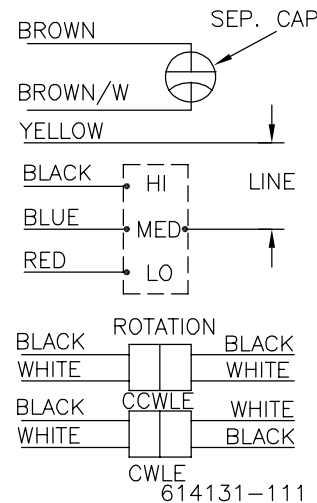 BROWN
SEP. CAP
BROWN/W
YELLOW
BLACK
HI
LINE
BLUE
MED
RED
LO
ROTATION
BLACK
BLACK
WHITE
WHITE
CCWLE
BLACK
WHITE
WHITE
BLACK
CWLE
614131-111